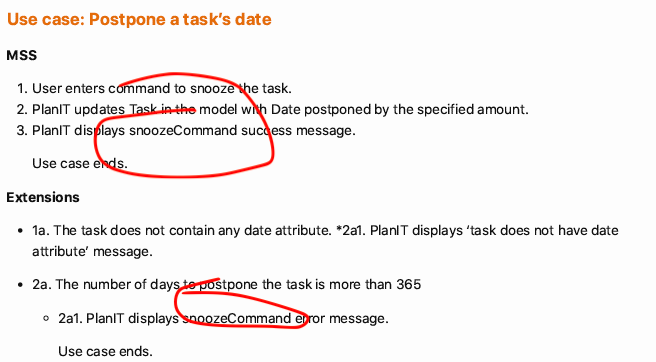 Use case: Postpone a task's date
MSS
1. User enters command to snooze the task.
2. PlanIT updates Task in the model with Date postponed by the specified amount.
3. PlanIT displays snoozeCommand success message.
Use case ends.
Extensions
• 1a. The task does not contain any date attribute. *2a1. PlanIT displays 'task does not have date
attribute' message.
• 2a. The number of days to postpone the task is more than 365
◦ 2a1. PlanIT displays snoozeCommand error message.
Use case ends.